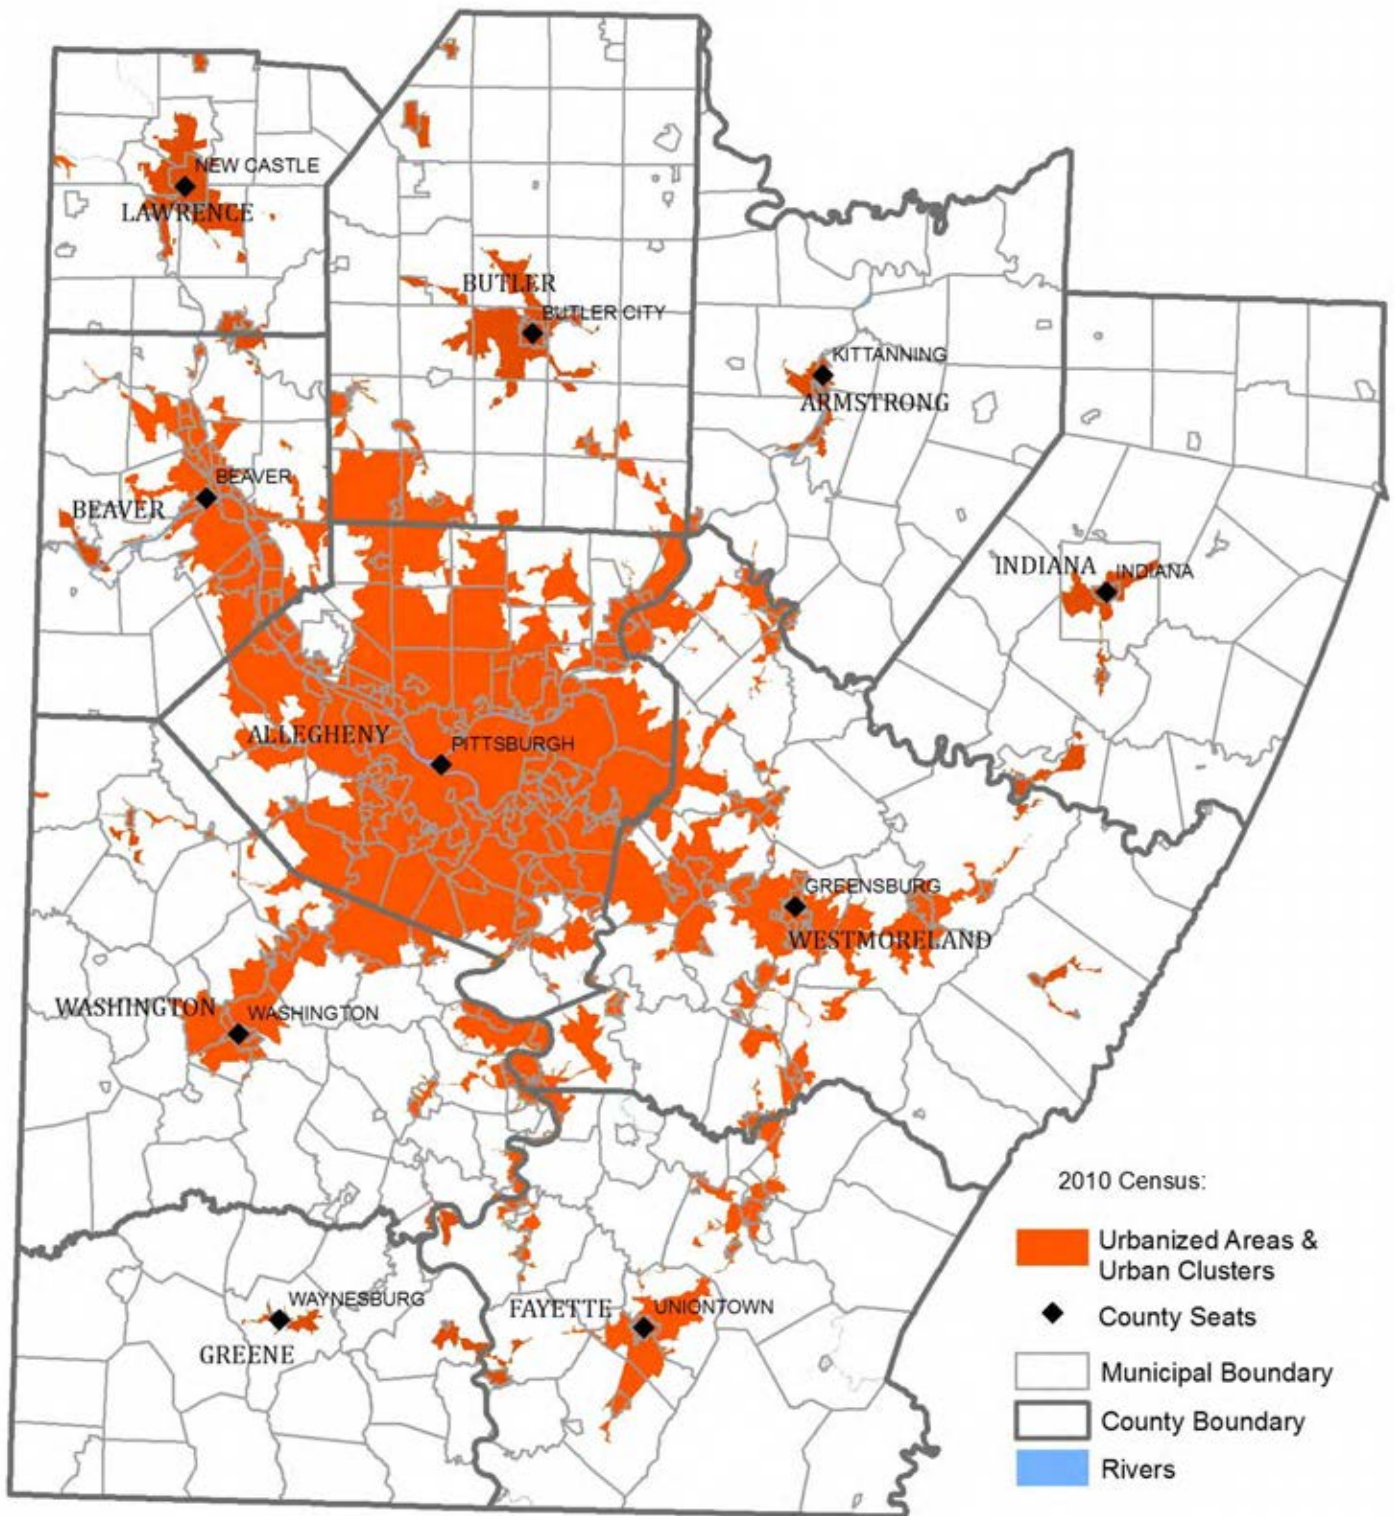 NEW CASTLE
LAWRENCE
BUTLER
BUTLER CITY
KITTANNING
ARMSTRONG
BEAVER
BEAVER
INDIANA
INDIANA
ALLEGHENY
PITTSBURGH
GREENSBURG
WESTMORELAND
WASHINGTON
WASHINGTON
2010 Census:
Urbanized Areas &
Urban Clusters
County Seats
Municipal Boundary
County Boundary
Rivers
WAYNESBURG
GREENE
FAYETTE
UNIONTOWN